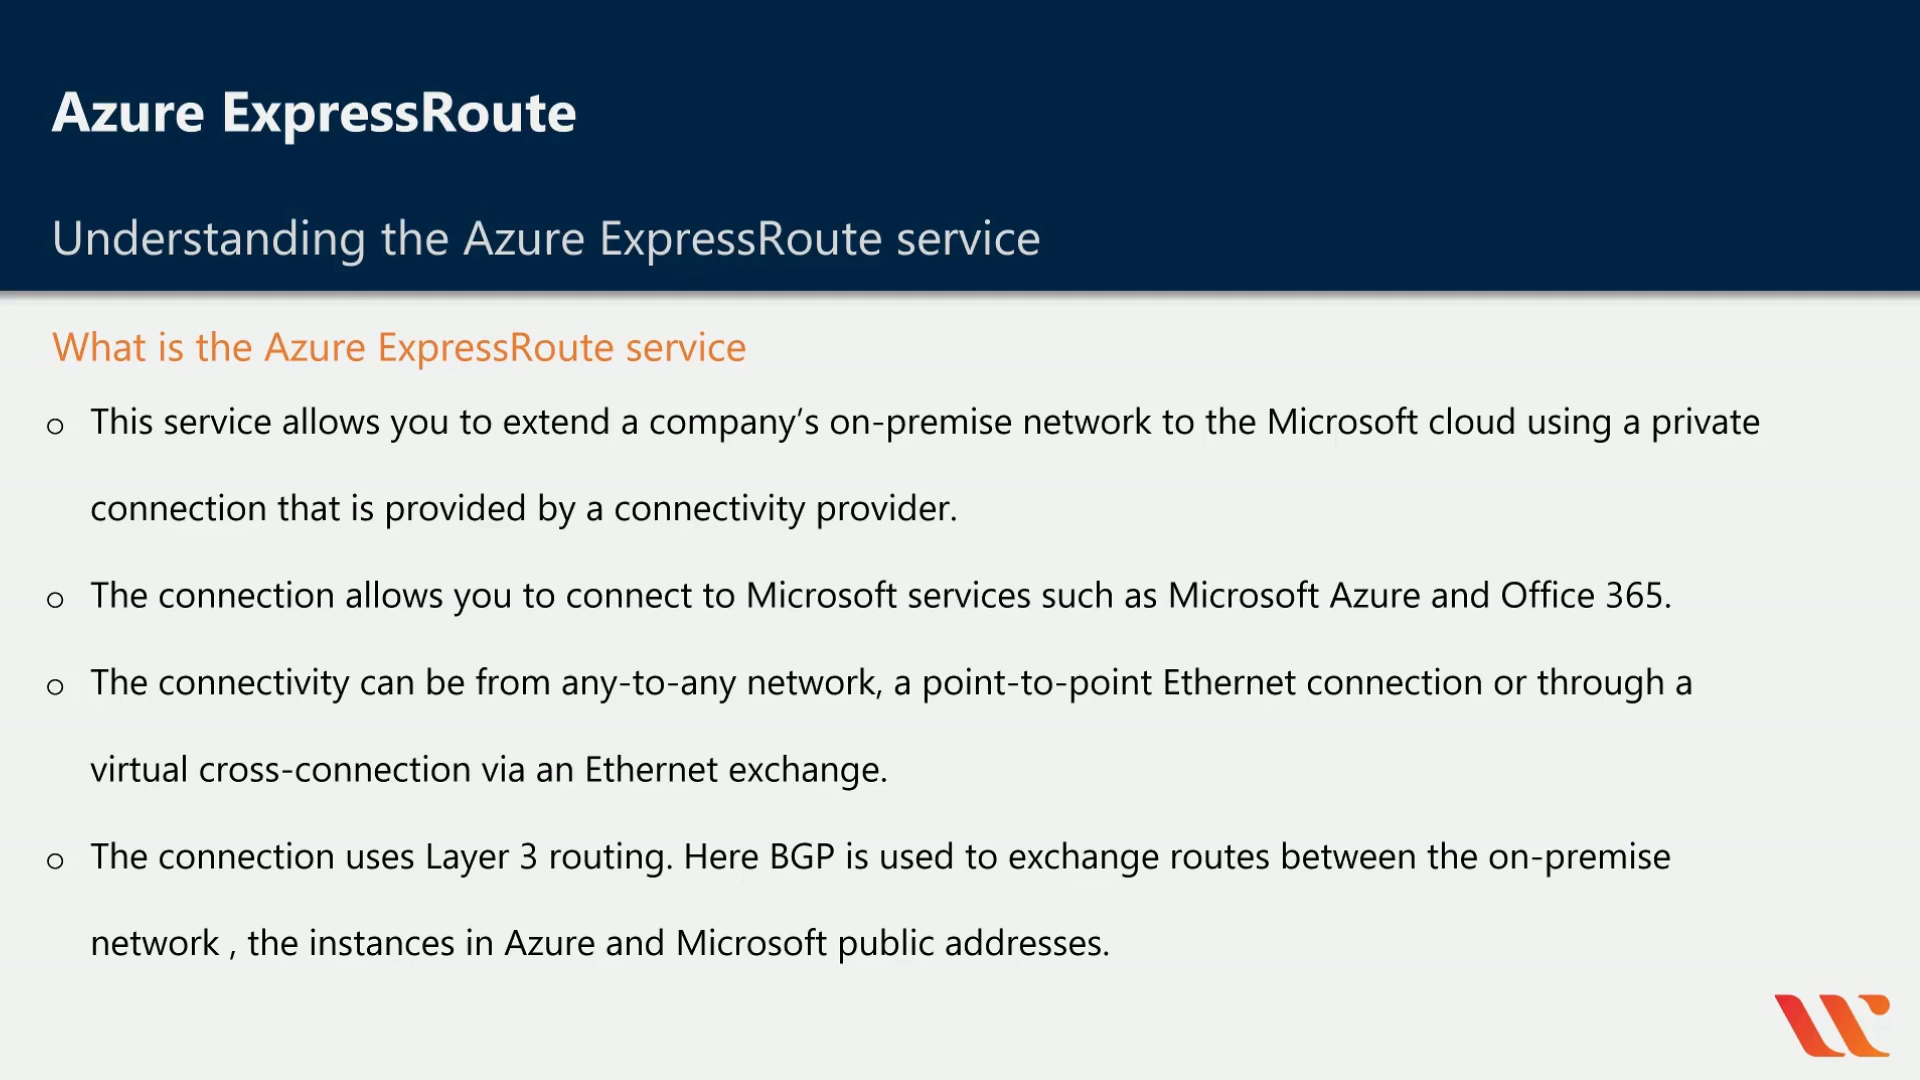 Azure ExpressRoute
Understanding the Azure ExpressRoute service
What is the Azure ExpressRoute service
o This service allows you to extend a company’s on-premise network to the Microsoft cloud using a private
connection that is provided by a connectivity provider.
o The connection allows you to connect to Microsoft services such as Microsoft Azure and Office 365.
o The connectivity can be from any-to-any network, a point-to-point Ethernet connection or through a
virtual cross-connection via an Ethernet exchange.
o The connection uses Layer 3 routing. Here BGP is used to exchange routes between the on-premise
network , the instances in Azure and Microsoft public addresses.